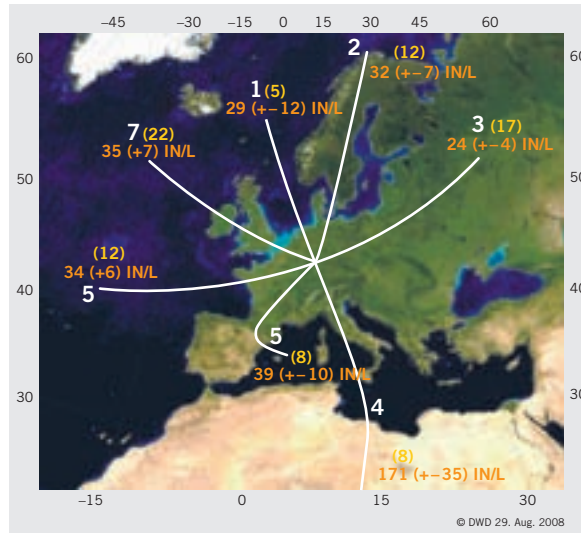 −45 −30 −15 0 15 30 45 60
60 60
2 (12)
32 (+−7) IN/L
1 (5)
29 (+−12) IN/L
7 (22)
35 (+7) IN/L
3 (17)
24 (+−4) IN/L
50 50
(12)
34 (+6) IN/L
5
40 40
5
(8)
39 (+−10) IN/L
30 30
4
(8)
171 (+−35) IN/L
−15 0 15 30
© DWD 29. Aug. 2008